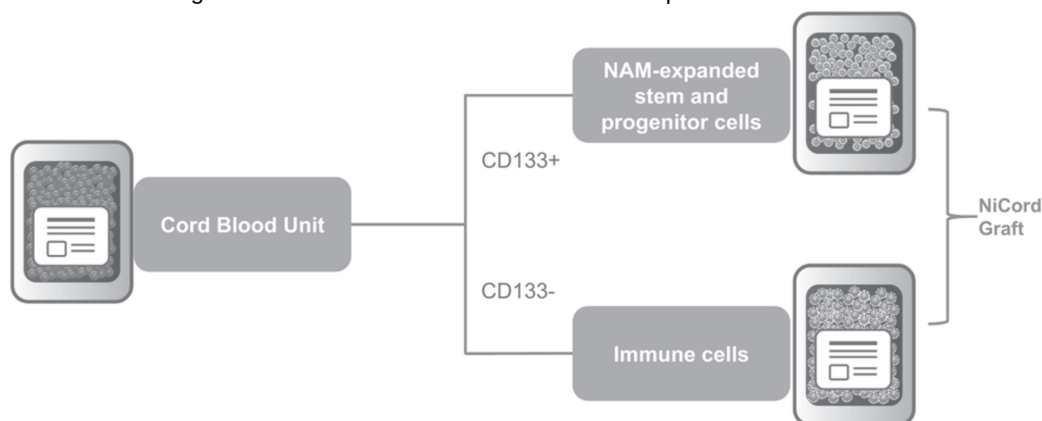 NAM-expanded
stem and
progenitor cells
CD133+
Cord Blood Unit
NiCord
Graft
CD133-
Immune cells